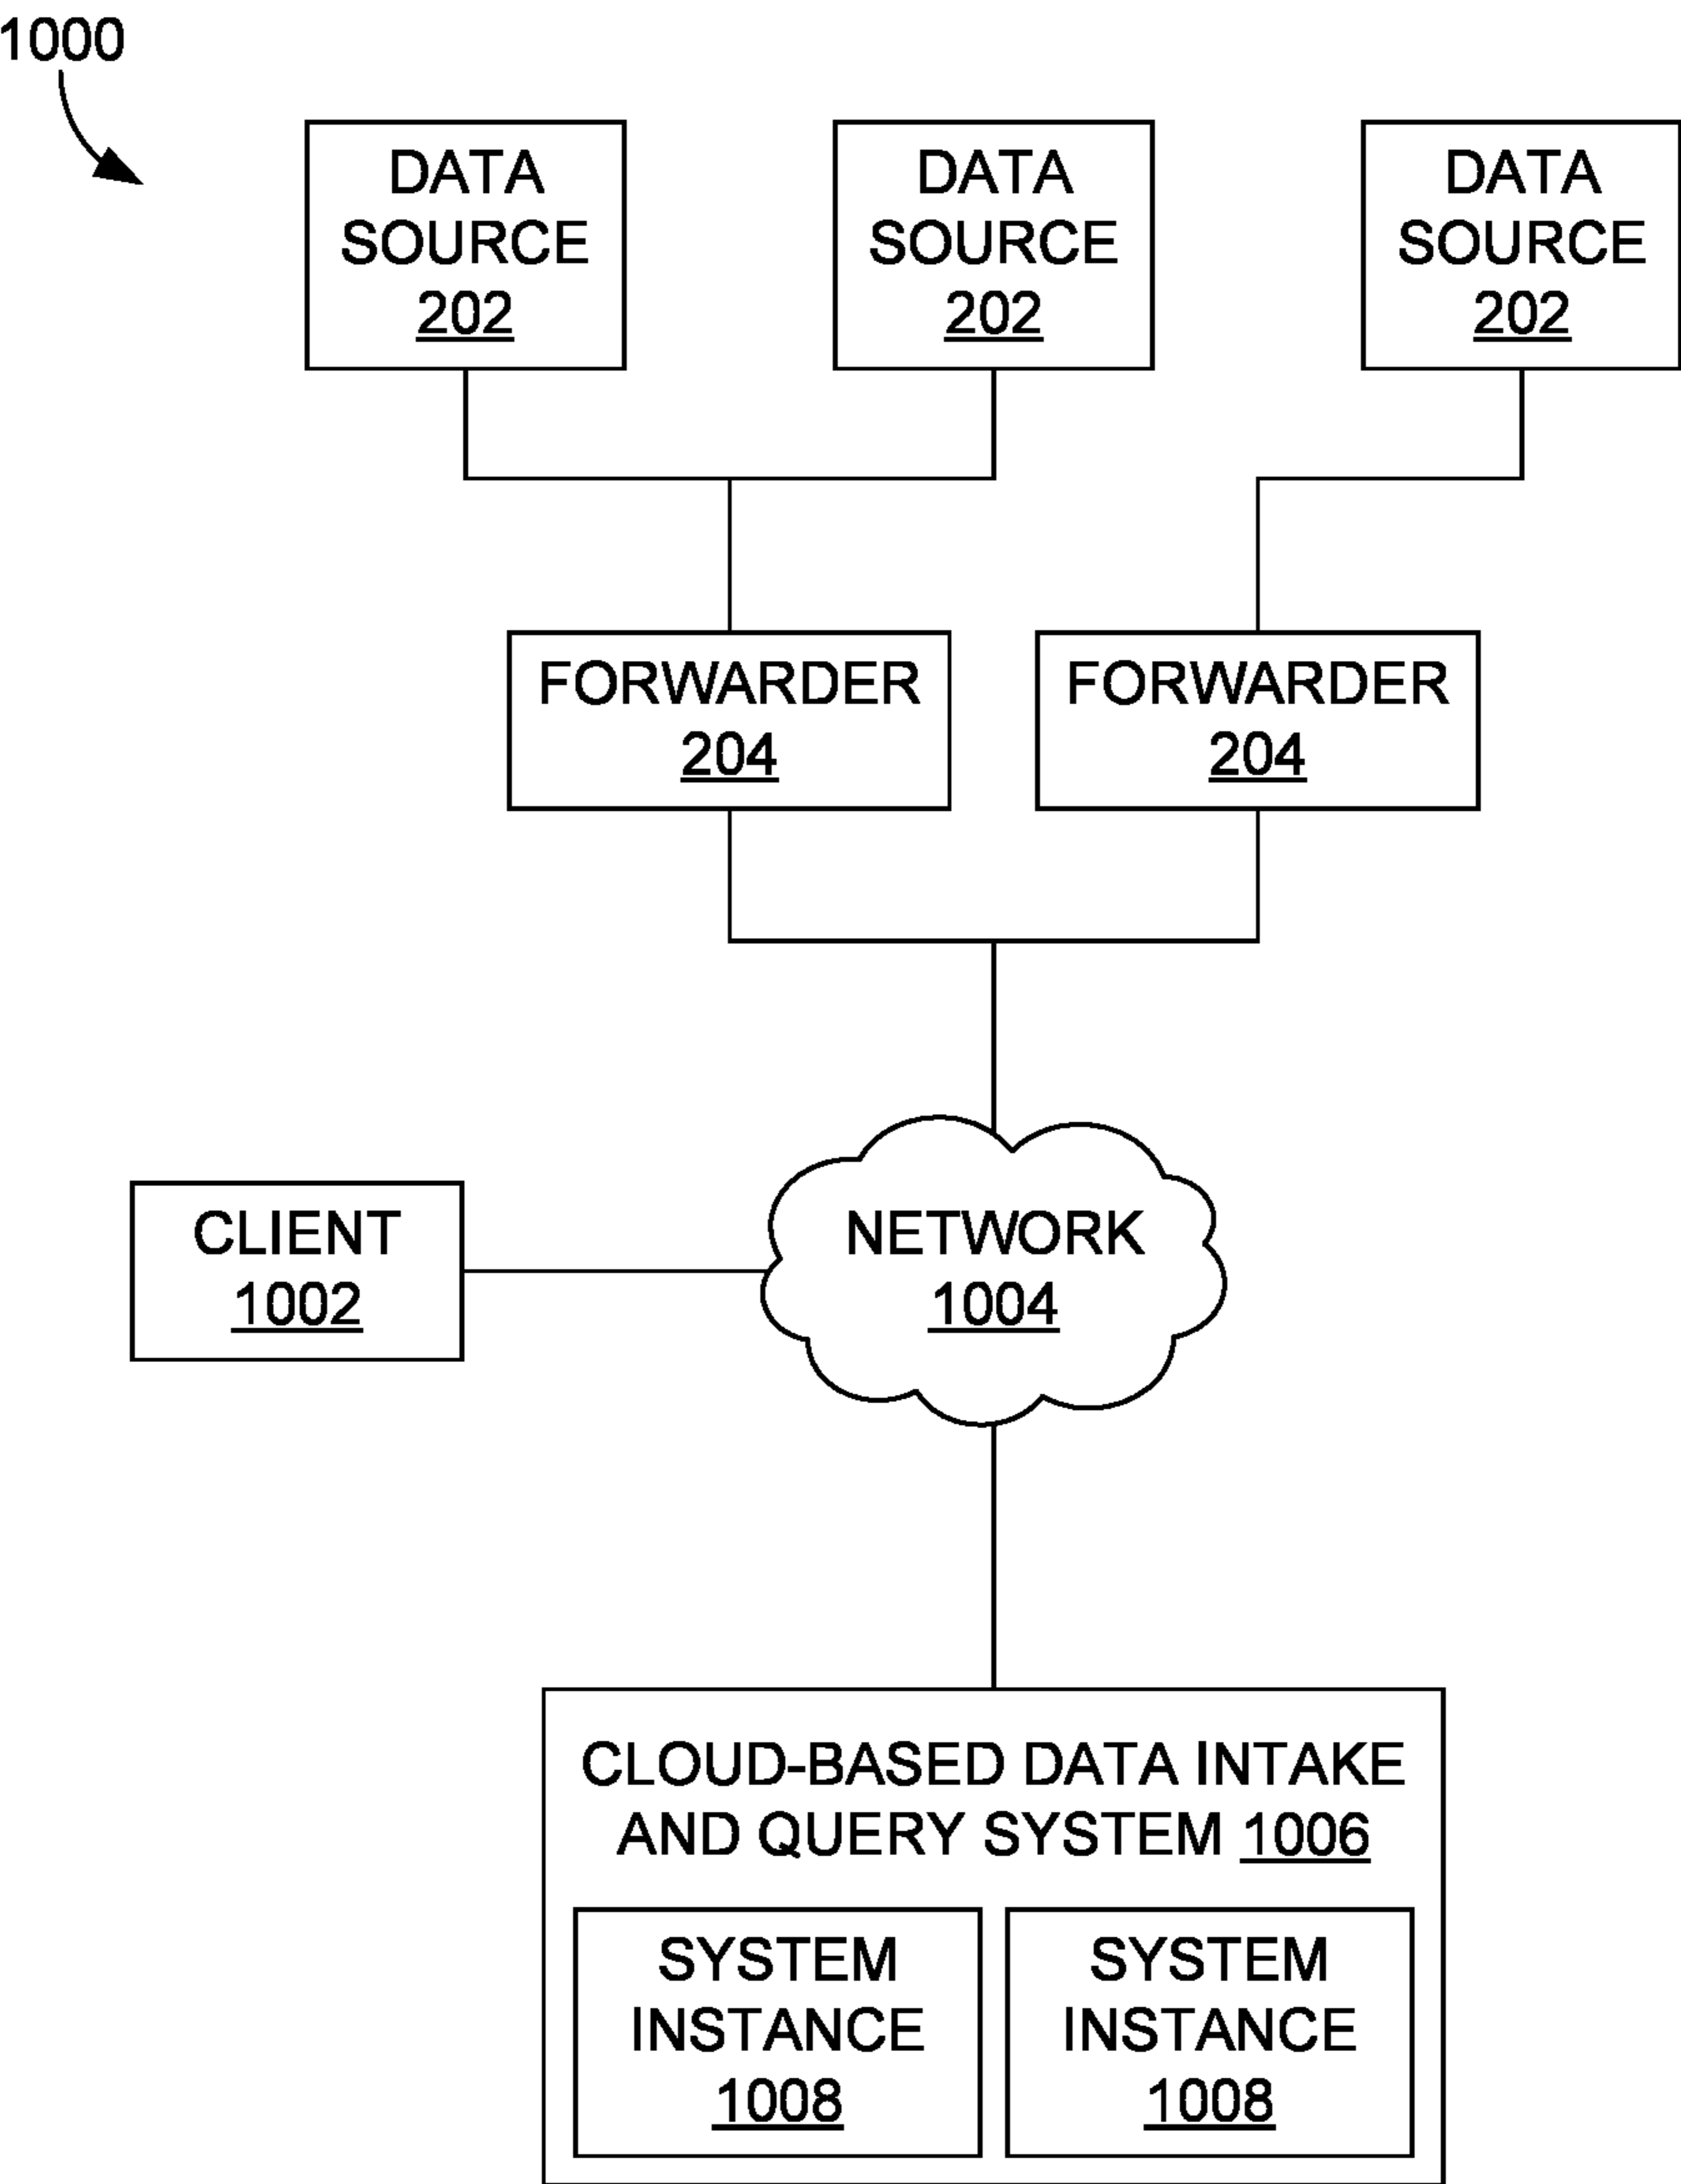 1000
DATA
SOURCE
202
DATA
SOURCE
202
DATA
SOURCE
202
FORWARDER
204
FORWARDER
204
CLIENT
1002
NETWORK
1004
CLOUD-BASED DATA INTAKE
AND QUERY SYSTEM 1006
SYSTEM
INSTANCE
1008
SYSTEM
INSTANCE
1008